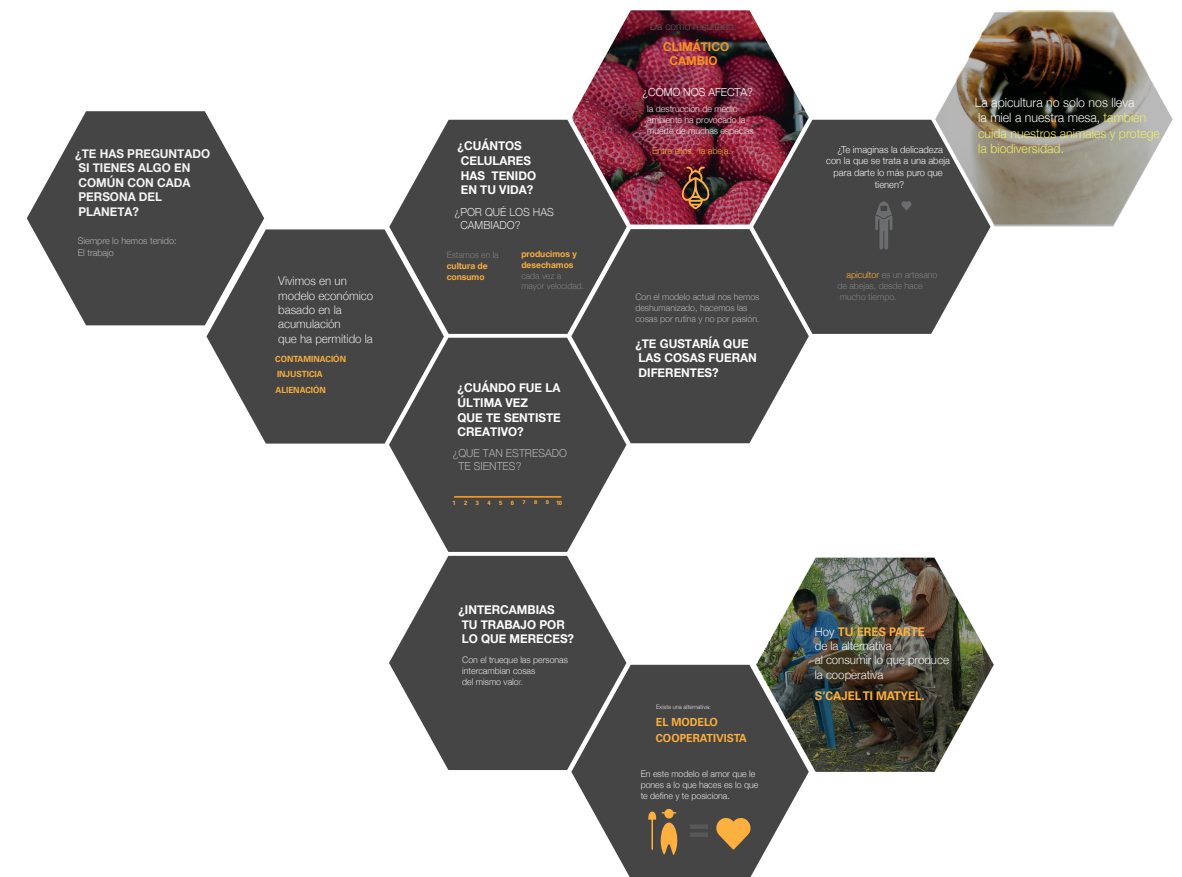 ¿TE HAS PREGUNTADO
SI TIENES ALGO EN
COMÚN CON CADA
PERSONA DEL
PLANETA?
Siempre lo hemos tenido:
El trabajo
Vivimos en un
modelo económico
basado en la
acumulación
que ha permitido la
CONTAMINACIÓN
INJUSTICIA
ALIENACIÓN
¿CUÁNTOS
CELULARES
HAS TENIDO
EN TU VIDA?
¿POR QUÉ LOS HAS
CAMBIADO?
Estamos en la
cultura de
consumo
producimos y
desechamos
cada vez a
mayor velocidad.
Da como resultado
CLIMÁTICO
CAMBIO
¿CÓMO NOS AFECTA?
la destrucción de medio
ambiente ha provocado la
muerte de muchas especias.
Entre ellos, la abeja.
¿Te imaginas la delicadeza
con la que se trata a una abeja
para darte lo más puro que
tienen?
apicultor es un artesano
de abejas, desde hace
mucho tiempo.
La apicultura no solo nos lleva
la miel a nuestra mesa, también
cuida nuestros animales y protege
la biodiversidad.
Con el modelo actual nos hemos
deshumanizado, hacemos las
cosas por rutina y no por pasión.
¿TE GUSTARÍA QUE
LAS COSAS FUERAN
DIFERENTES?
¿CUÁNDO FUE LA
ÚLTIMA VEZ
QUE TE SENTISTE
CREATIVO?
¿QUE TAN ESTRESADO
TE SIENTES?
1 2 3 4 5 6 7 8 9 10
¿INTERCAMBIAS
TU TRABAJO POR
LO QUE MERECES?
Con el trueque las personas
intercambian cosas
del mismo valor.
Existe una alternativa:
EL MODELO
COOPERATIVISTA
En este modelo el amor que le
pones a lo que haces es lo que
te define y te posiciona.
=
Hoy TU ERES PARTE
de la alternativa
al consumir lo que produce
la cooperativa
S'CAJEL TI MATYEL.